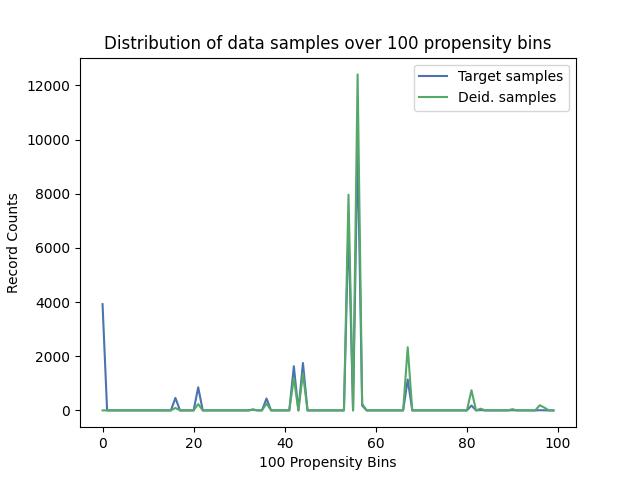 Distribution of data samples over 100 propensity bins
Target samples
Deid. samples
12000
10000
8000
6000
4000
2000
0
Record Counts
0 20 40 60 80 100
100 Propensity Bins